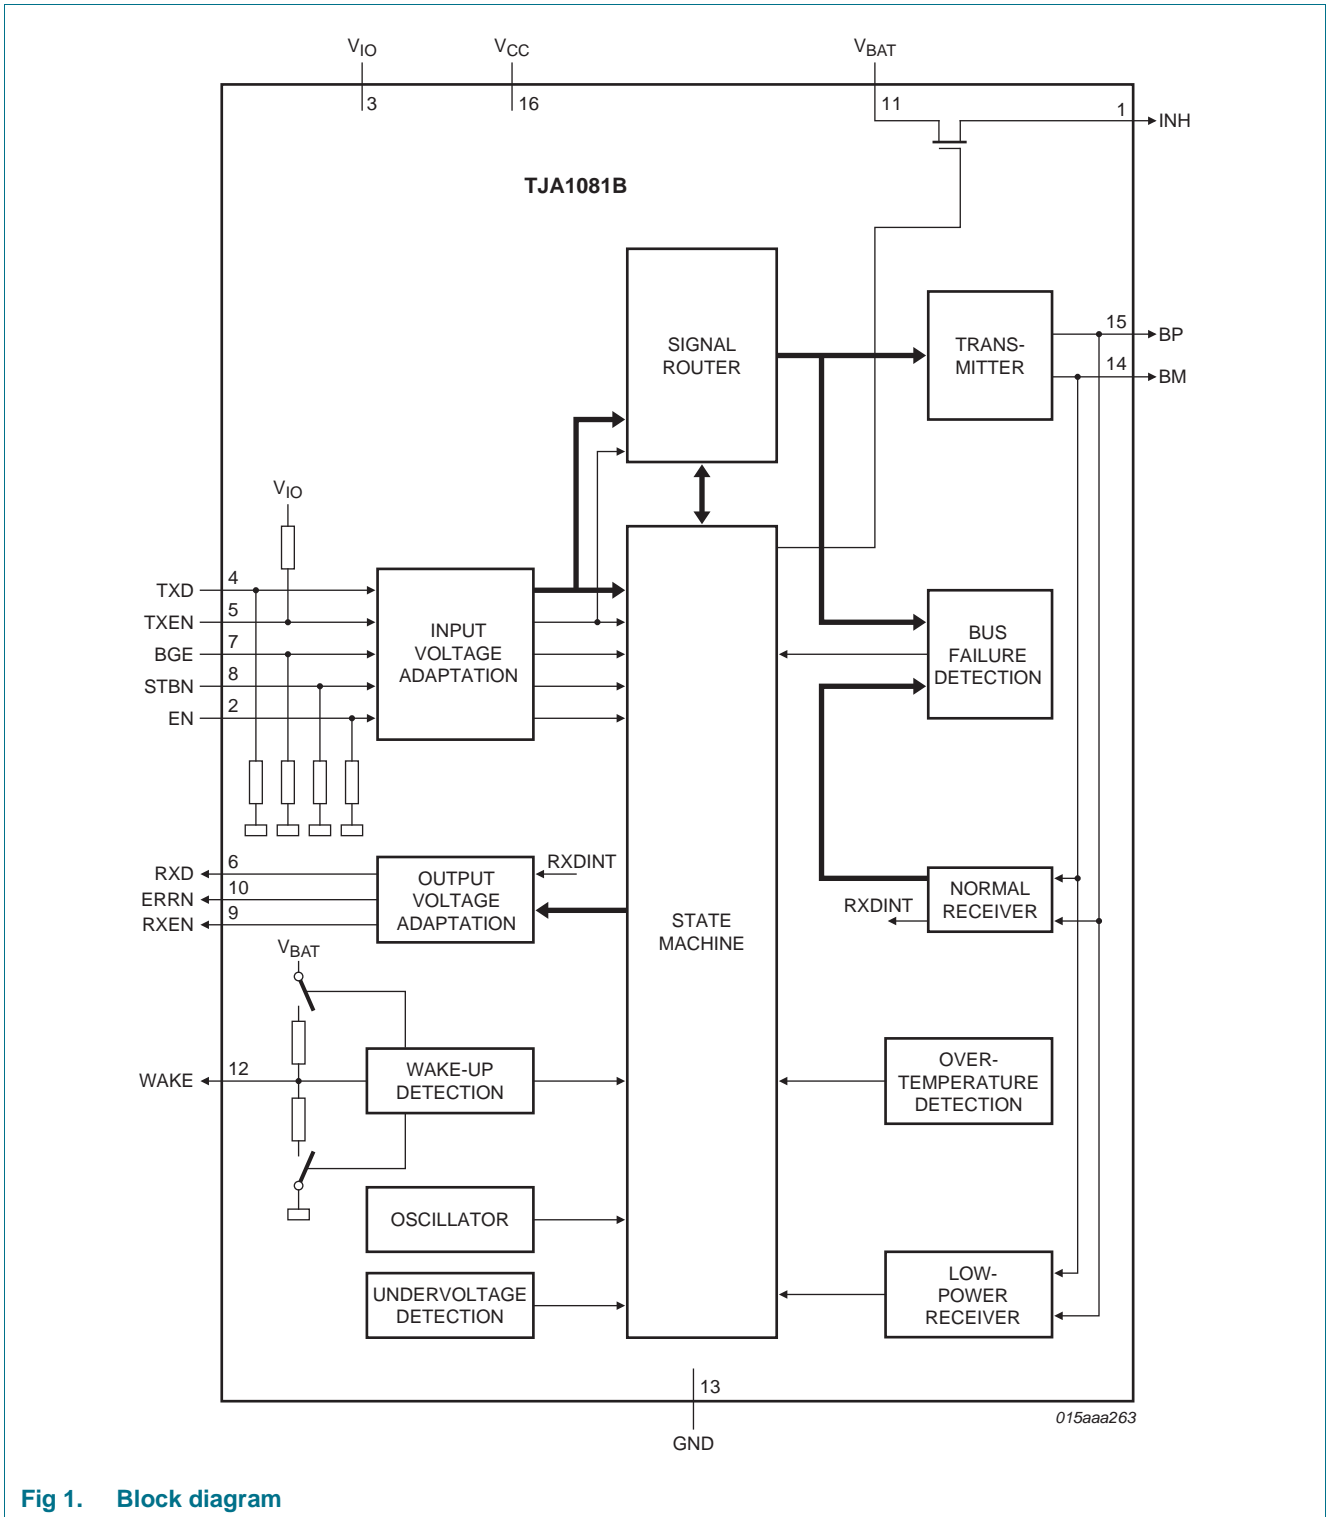 VIO
VCC
VBAT
3
16
11
1
INH
TJA1081B
SIGNAL
ROUTER
TRANS-
MITTER
15
BP
14
BM
VIO
TXD
4
TXEN
5
BGE
7
STBN
8
EN
2
INPUT
VOLTAGE
ADAPTATION
BUS
FAILURE
DETECTION
RXD
6
ERRN
10
RXEN
9
OUTPUT
VOLTAGE
ADAPTATION
RXDINT
STATE
MACHINE
RXDINT
NORMAL
RECEIVER
VBAT
WAKE
12
WAKE-UP
DETECTION
OVER-
TEMPERATURE
DETECTION
OSCILLATOR
UNDERVOLTAGE
DETECTION
LOW-
POWER
RECEIVER
13
GND
015aaa263
Fig 1. Block diagram